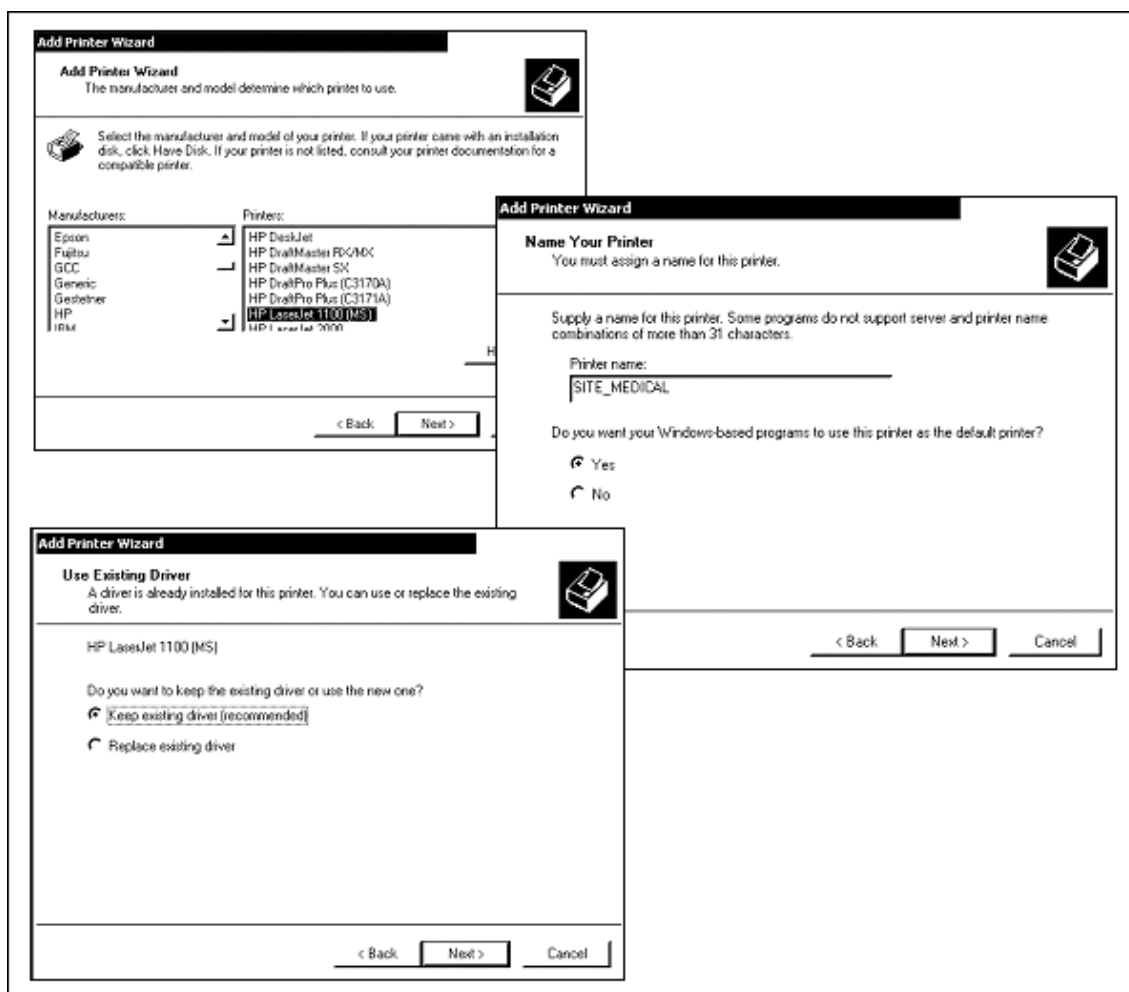 Add Printer Wizard
Add Printer Wizard
The manufacturer and model determine which printer to use.
Select the manufacturer and model of your printer. If your printer came with an installation
disk, click Have Disk. If your printer is not listed, consult your printer documentation for a
compatible printer.
Manufacturers:
Epson
Fujitsu
GCC
Generic
Gestetner
HP
IBM
Printers:
HP DeskJet
HP DraftMaster RX/MX
HP DraftMaster SX
HP DraftPro Plus (C3170A)
HP DraftPro Plus (C3171A)
HP LaserJet 1100 (MS)
HP LaserJet 2000
H
< Back
Next >
Add Printer Wizard
Name Your Printer
You must assign a name for this printer.
Supply a name for this printer. Some programs do not support server and printer name
combinations of more than 31 characters.
Printer name:
SITE_MEDICAL
Do you want your Windows-based programs to use this printer as the default printer?
Yes
No
< Back
Next >
Cancel
Add Printer Wizard
Use Existing Driver
A driver is already installed for this printer. You can use or replace the existing
driver.
HP LaserJet 1100 (MS)
Do you want to keep the existing driver or use the new one?
Keep existing driver (recommended)
Replace existing driver
< Back
Next >
Cancel